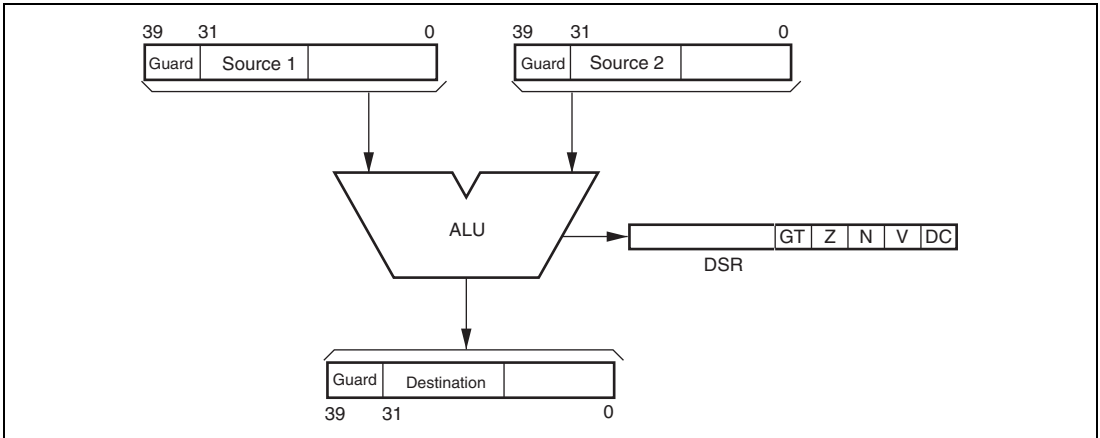 39 31 0 39 31 0
Guard Source 1 Guard Source 2
ALU
GT Z N V DC
DSR
Guard Destination
39 31 0